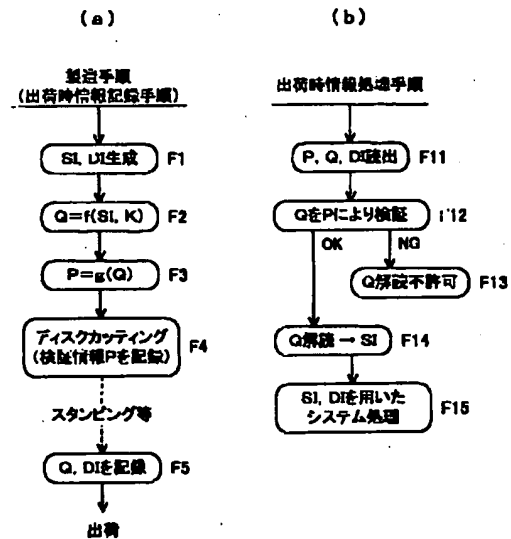 (a)
製造手順
(出荷時情報記録手順)
SI, DI生成 F1
Q=f(SI, K) F2
P=g(Q) F3
ディスクカッティング
(検証情報Pを記録) F4
スタンピング等
Q, DIを記録 F5
出荷
(b)
出荷時情報処理手順
P, Q, DI読出 F11
QをPにより検証 F12
OK NG
Q解読不許可 F13
Q解読 → SI F14
SI, DIを用いた
システム処理 F15